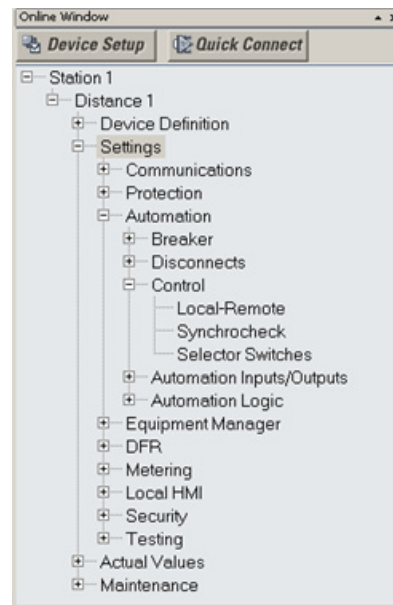 Online Window
Device Setup Quick Connect
Station 1
Distance 1
Device Definition
Settings
Communications
Protection
Automation
Breaker
Disconnects
Control
Local-Remote
Synchrocheck
Selector Switches
Automation Inputs/Outputs
Automation Logic
Equipment Manager
DFR
Metering
Local HMI
Security
Testing
Actual Values
Maintenance